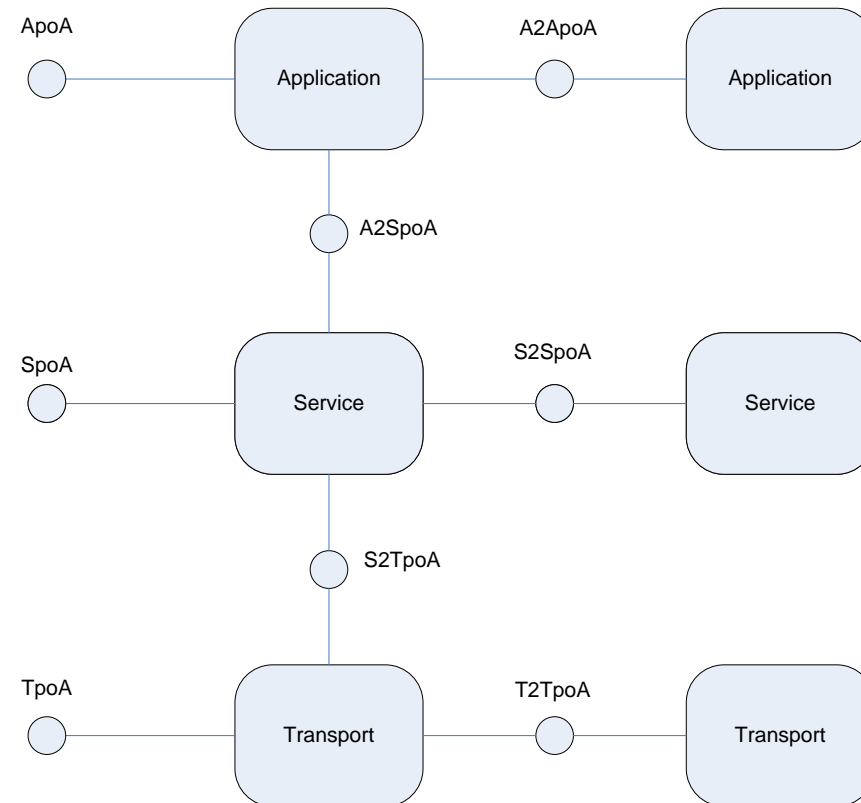 ApoA
A2ApoA
Application
Application
A2SpoA
SpoA
S2SpoA
Service
Service
S2TpoA
TpoA
T2TpoA
Transport
Transport